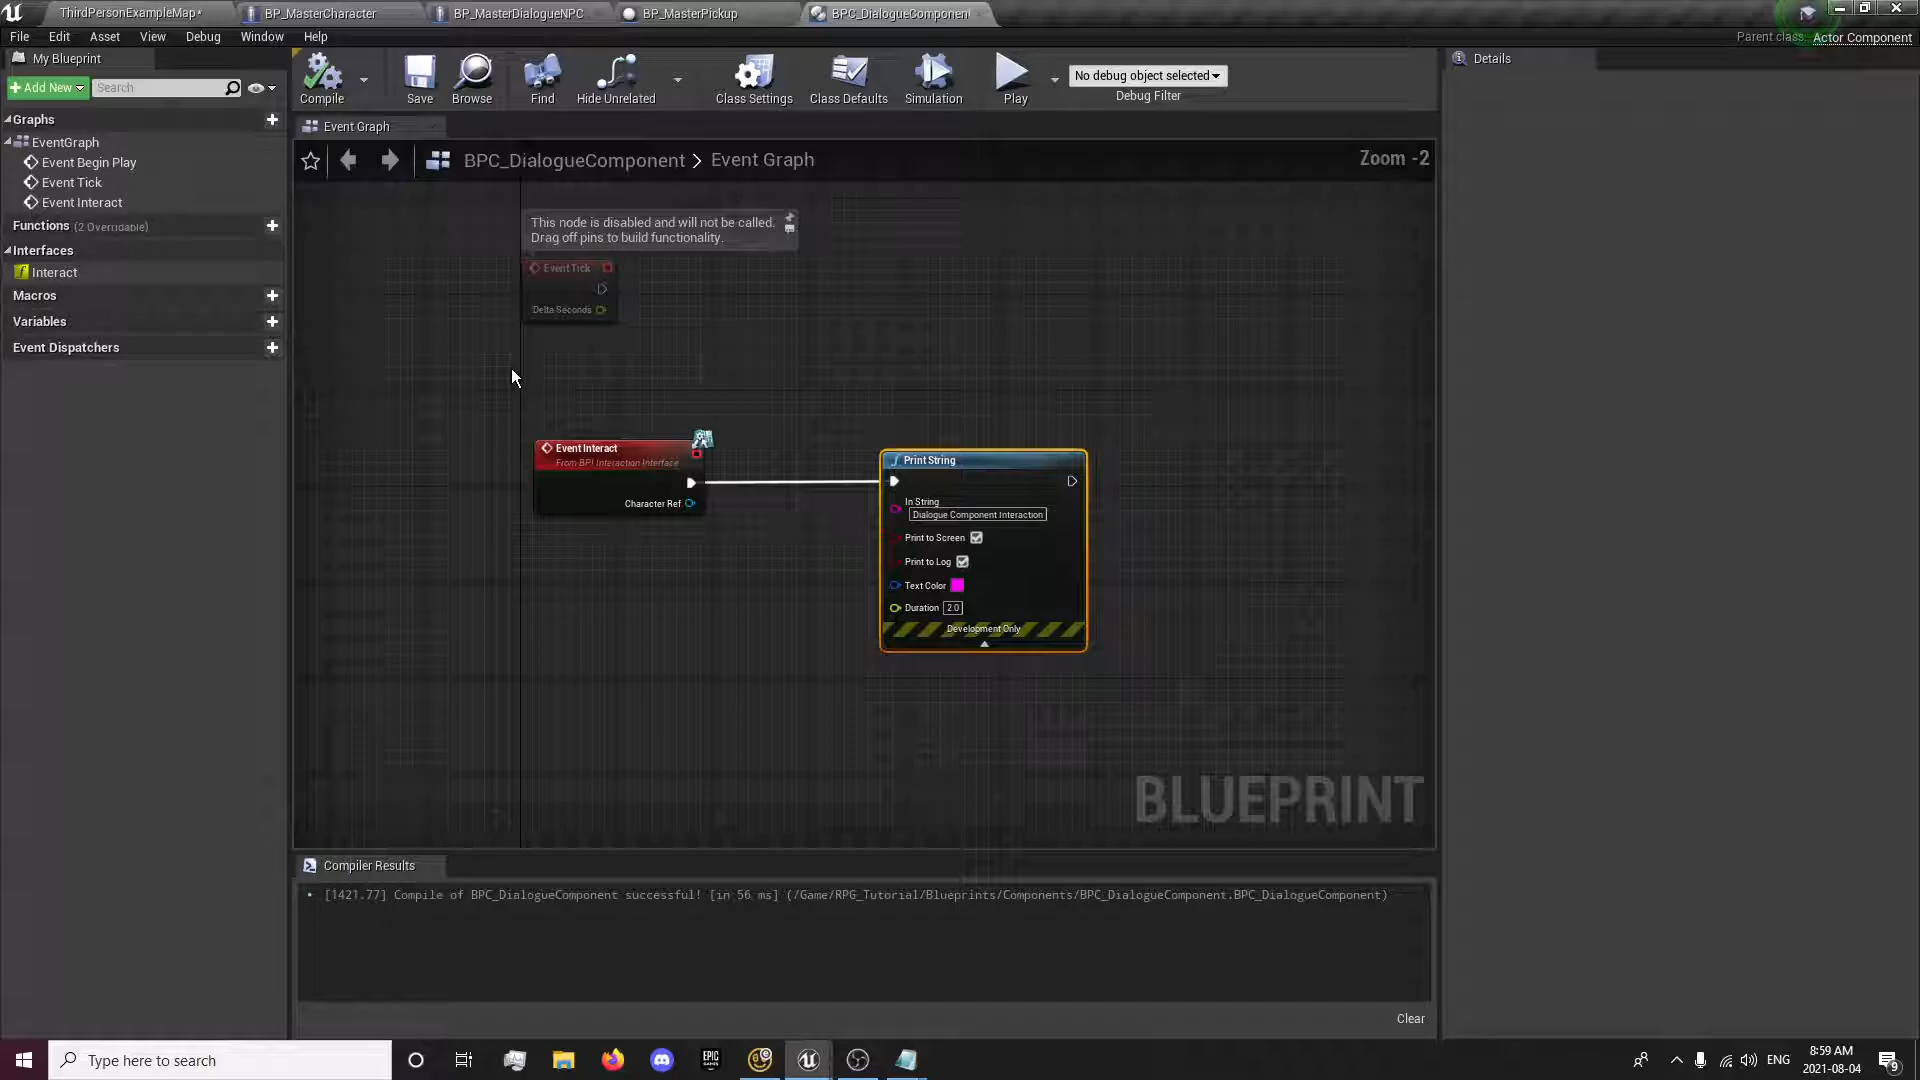 ThirdPersonExampleMap*
BP_MasterCharacter
BP_MasterDialogueNPC
BP_MasterPickup
BPC_DialogueComponent
File Edit Asset View Debug Window Help
Parent class: Actor Component
My Blueprint
Add New
Search
Compile
Save
Browse
Find
Hide Unrelated
Class Settings
Class Defaults
Simulation
Play
No debug object selected
Debug Filter
Details
Graphs
EventGraph
Event Begin Play
Event Tick
Event Interact
Functions (2 Overridable)
Interfaces
Interact
Macros
Variables
Event Dispatchers
Event Graph
BPC_DialogueComponent > Event Graph
Zoom -2
This node is disabled and will not be called.
Drag off pins to build functionality.
Event Tick
Delta Seconds
Event Interact
From BPI Interaction Interface
Character Ref
Print String
In String
Dialogue Component Interaction
Print to Screen
Print to Log
Text Color
Duration 2.0
Development Only
BLUEPRINT
Compiler Results
[1421.77] Compile of BPC_DialogueComponent successful! [in 56 ms] (/Game/RPG_Tutorial/Blueprints/Components/BPC_DialogueComponent.BPC_DialogueComponent)
Clear
Type here to search
EPIC
GAMES
ENG
8:59 AM
2021-08-04
9